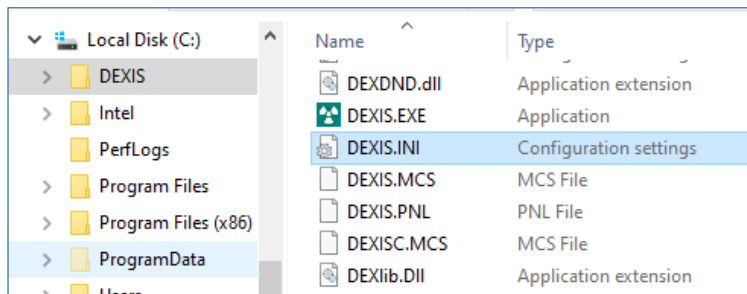 Local Disk (C:)
DEXIS
Intel
PerfLogs
Program Files
Program Files (x86)
ProgramData
Name Type
DEXDND.dll Application extension
DEXIS.EXE Application
DEXIS.INI Configuration settings
DEXIS.MCS MCS File
DEXIS.PNL PNL File
DEXISC.MCS MCS File
DEXlib.Dll Application extension